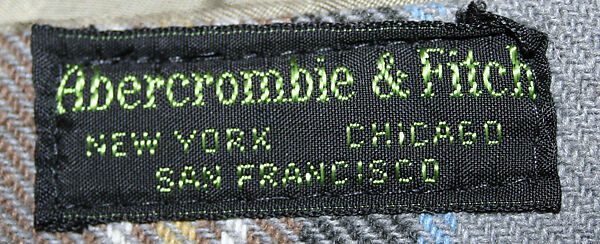 Abercrombie & Fitch
NEW YORK CHICAGO
SAN FRANCISCO